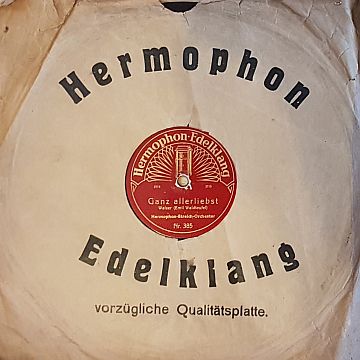 Hermophon
Hermophon-Edelklang
Ganz allerliebst
Walzer (Emil Waldteufel)
Hermophon-Streich-Orchester
Nr. 385
Edelklang
vorzügliche Qualitätsplatte.